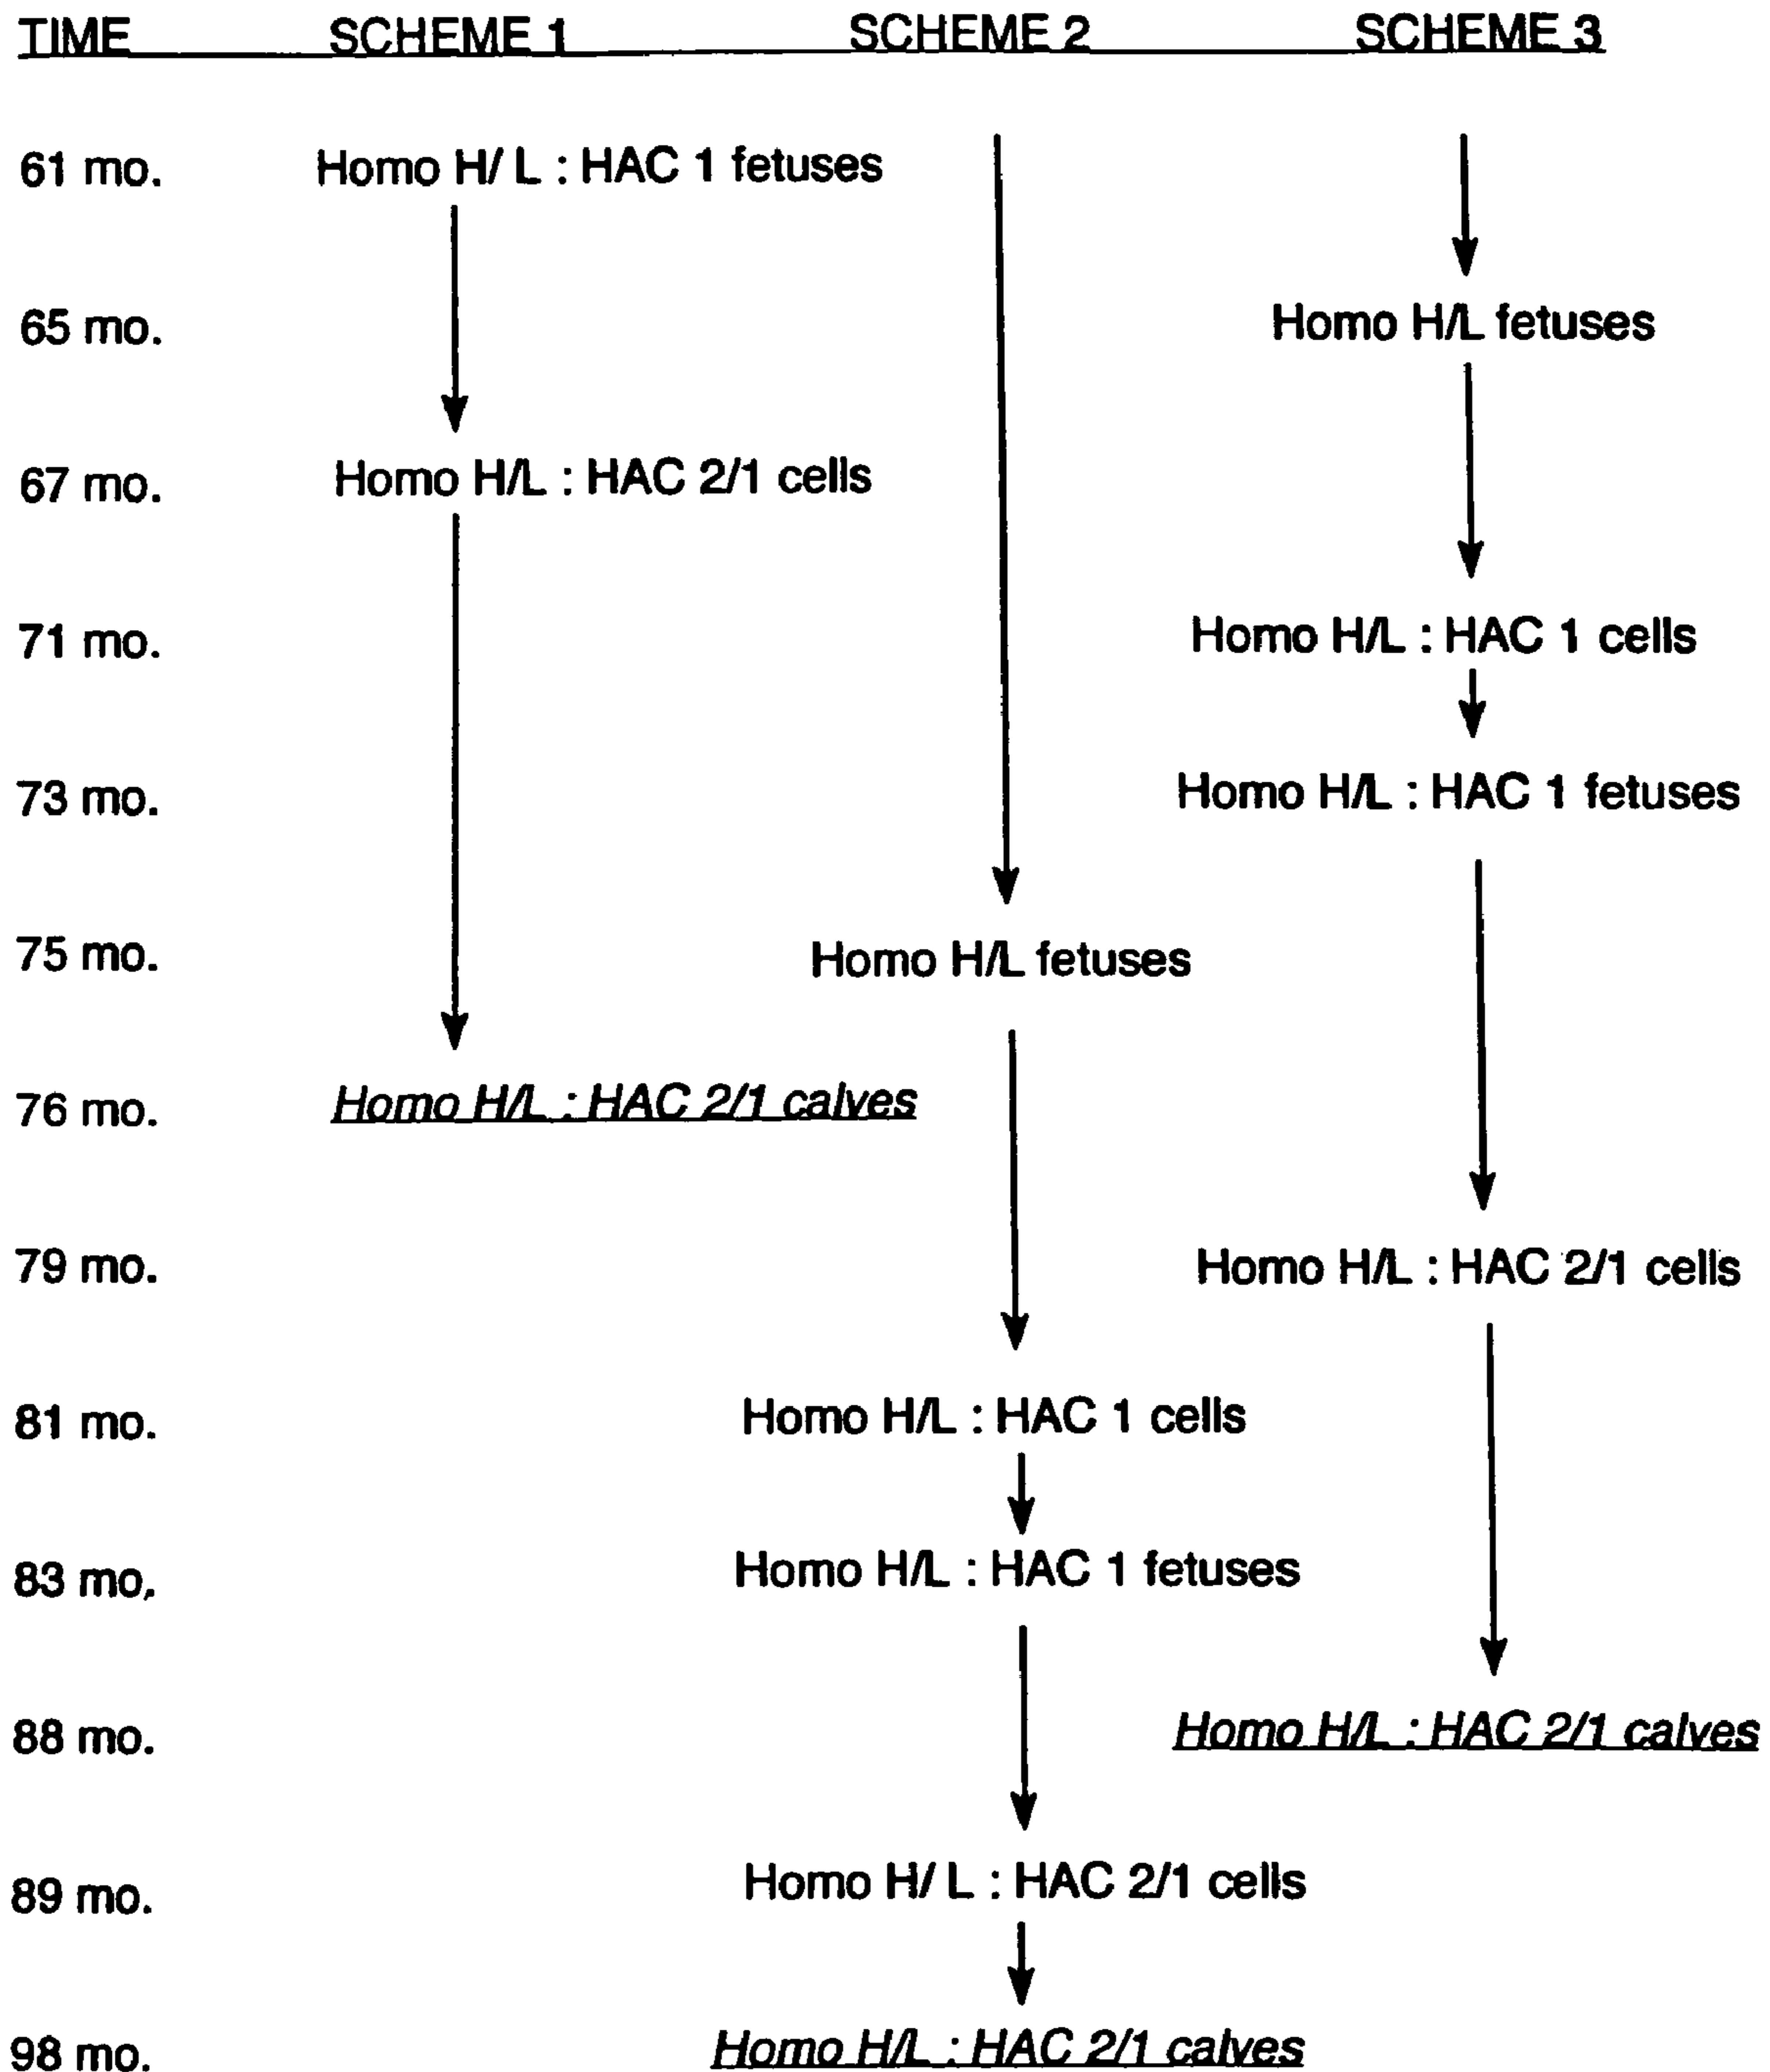 TIME SCHEME 1 SCHEME 2 SCHEME 3
61 mo. Homo H/ L : HAC 1 fetuses
65 mo. Homo H/L fetuses
67 mo. Homo H/L : HAC 2/1 cells
71 mo. Homo H/L : HAC 1 cells
73 mo. Homo H/L : HAC 1 fetuses
75 mo. Homo H/L fetuses
76 mo. Homo H/L : HAC 2/1 calves
79 mo. Homo H/L : HAC 2/1 cells
81 mo. Homo H/L : HAC 1 cells
83 mo, Homo H/L : HAC 1 fetuses
88 mo. Homo H/L : HAC 2/1 calves
89 mo. Homo H/ L : HAC 2/1 cells
98 mo. Homo H/L : HAC 2/1 calves